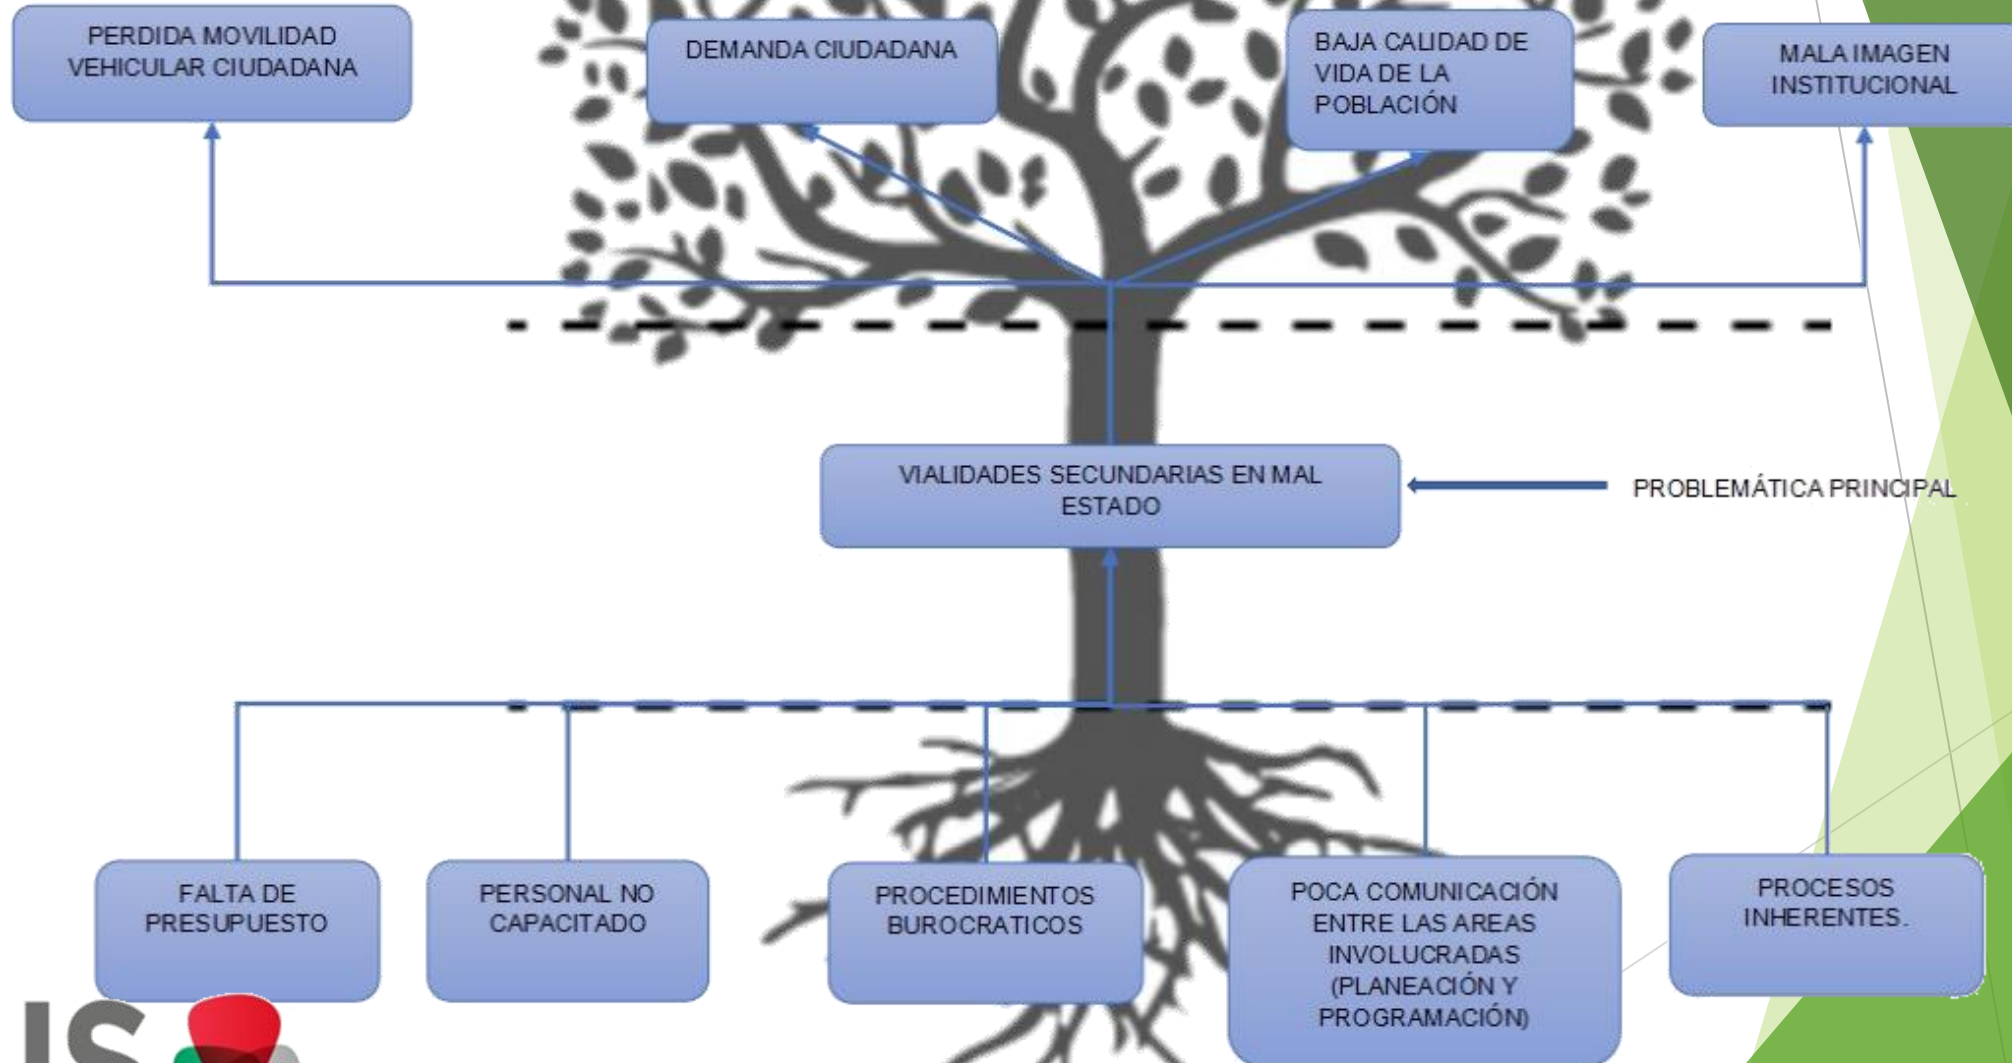 PERDIDA MOVILIDAD
VEHICULAR CIUDADANA
DEMANDA CIUDADANA
BAJA CALIDAD DE
VIDA DE LA
POBLACIÓN
MALA IMAGEN
INSTITUCIONAL
VIALIDADES SECUNDARIAS EN MAL
ESTADO
PROBLEMÁTICA PRINCIPAL
FALTA DE
PRESUPUESTO
PERSONAL NO
CAPACITADO
PROCEDIMIENTOS
BUROCRATICOS
POCA COMUNICACIÓN
ENTRE LAS AREAS
INVOLUCRADAS
(PLANEACIÓN Y
PROGRAMACIÓN)
PROCESOS
INHERENTES.